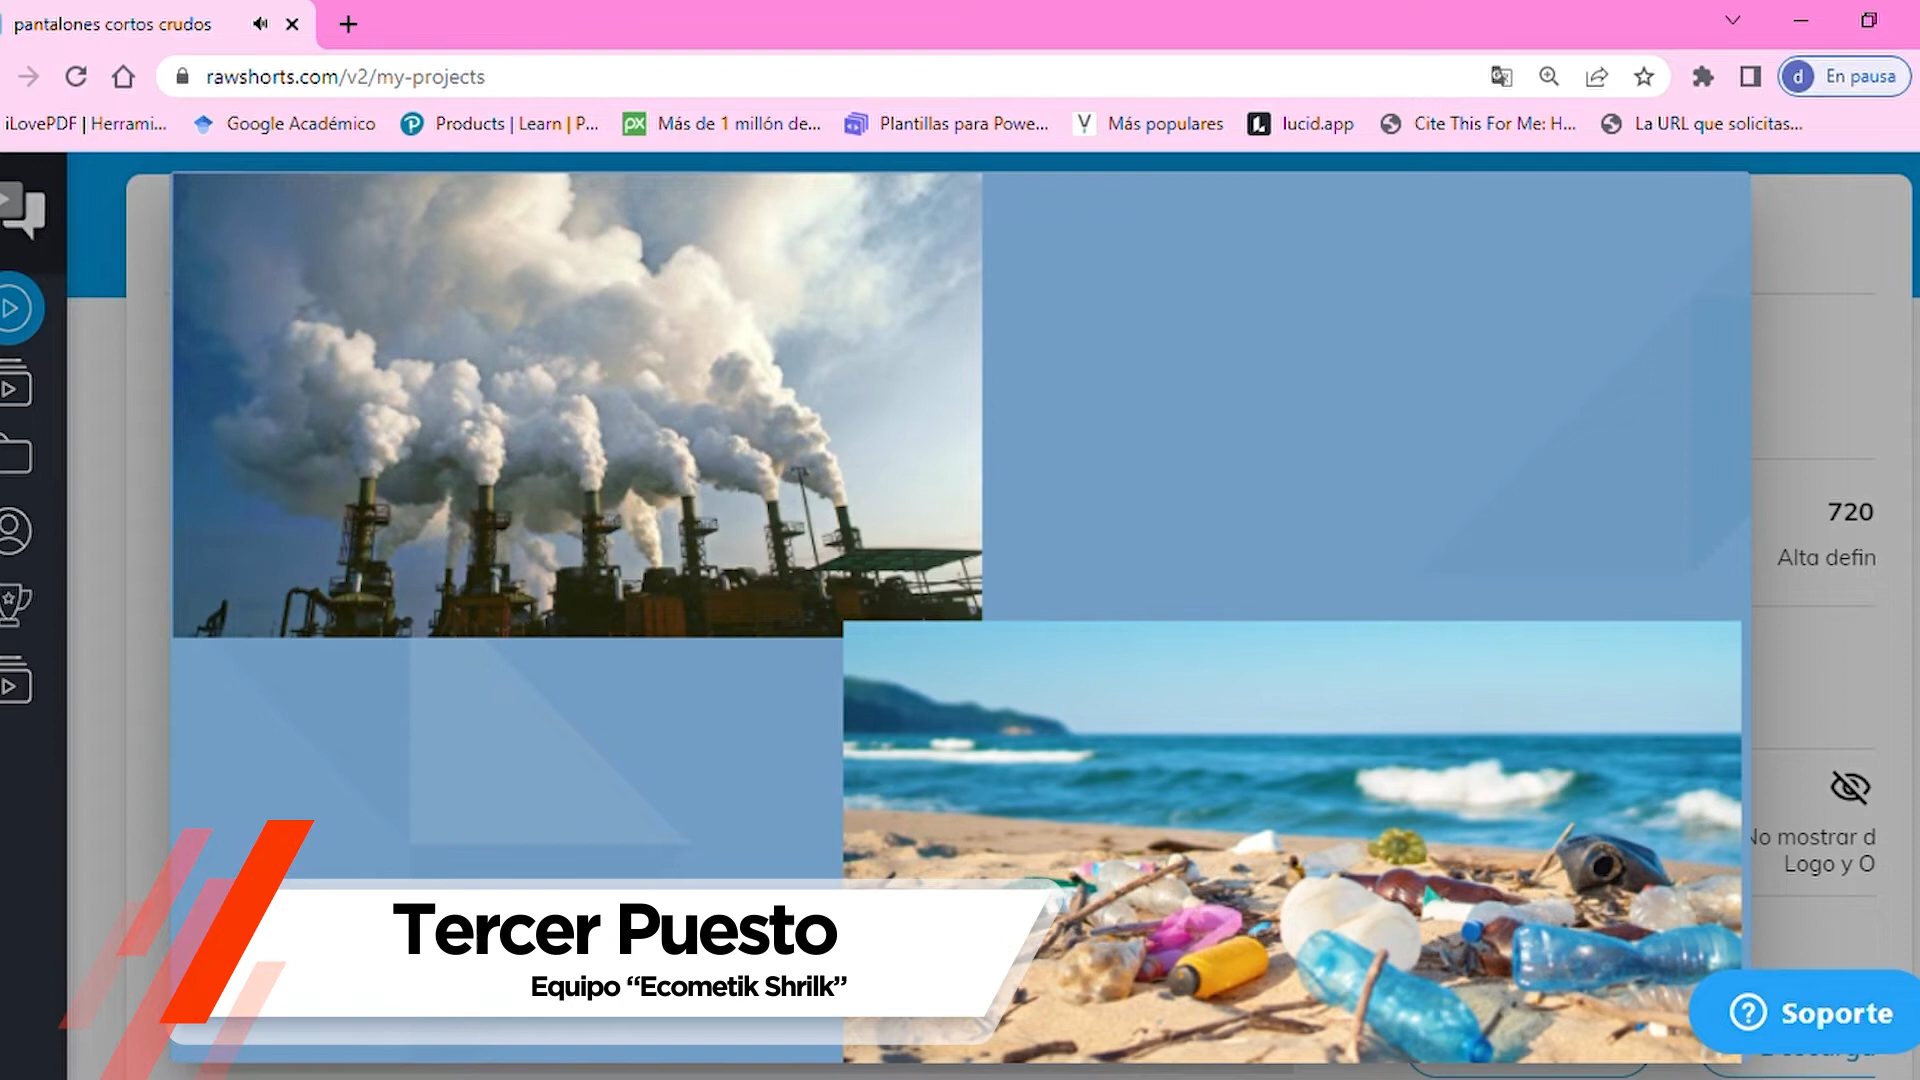 pantalones cortos crudos
rawshorts.com/v2/my-projects
d En pausa
iLovePDF | Herrami...
Google Académico
Products | Learn | P...
px Más de 1 millón de...
Plantillas para Powe...
Más populares
lucid.app
Cite This For Me: H...
La URL que solicitas...
720
Alta defin
No mostrar d
Logo y O
Tercer Puesto
Equipo “Ecometik Shrilk”
Soporte